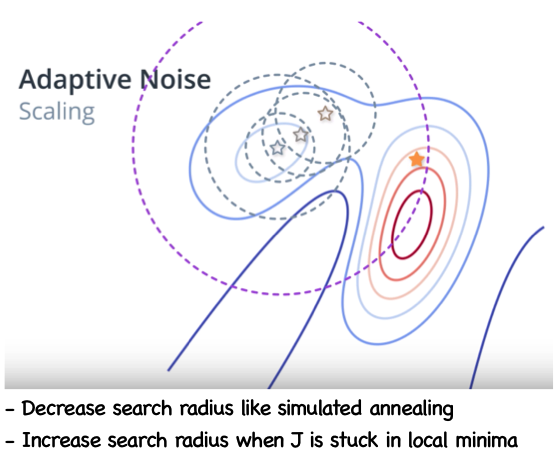 Adaptive Noise
Scaling
- Decrease search radius like simulated annealing
- Increase search radius when J is stuck in local minima